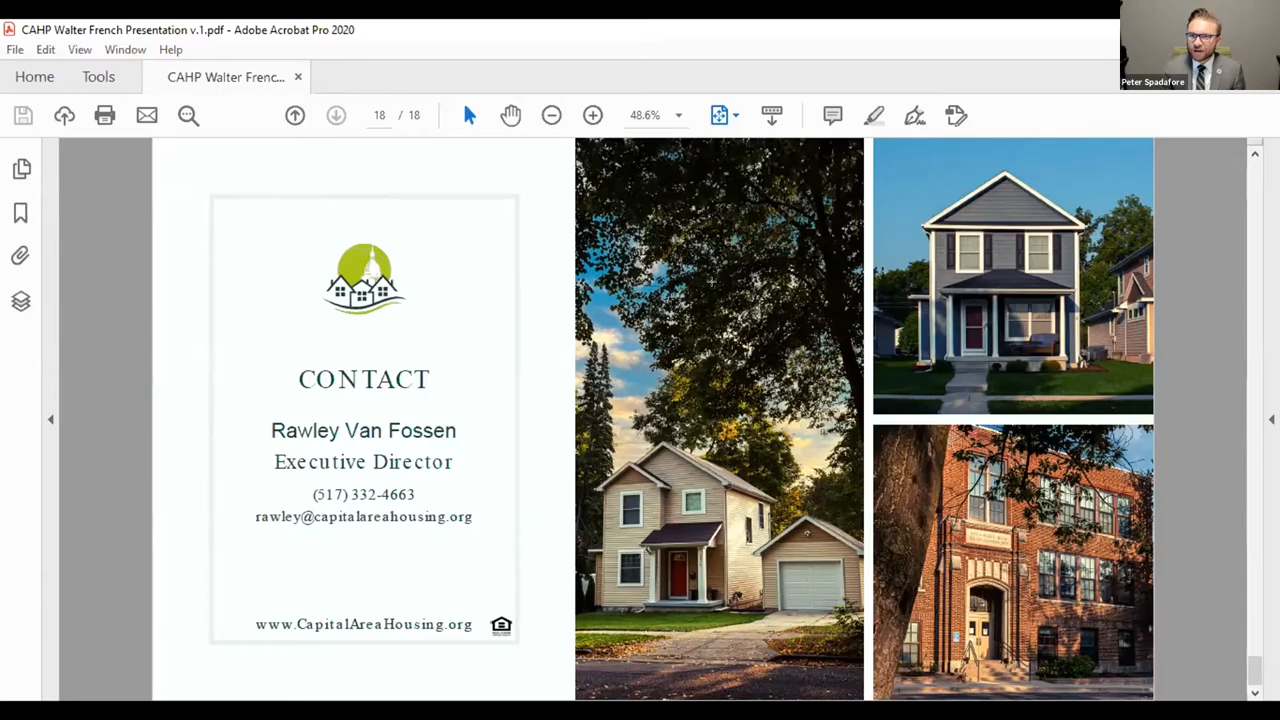 CAHP Walter French Presentation v.1.pdf - Adobe Acrobat Pro 2020
File Edit View Window Help
Home Tools CAHP Walter Frenc... ×
18 / 18 48.6%
Peter Spadafore
CONTACT
Rawley Van Fossen
Executive Director
(517) 332-4663
rawley@capitalareahousing.org
www.CapitalAreaHousing.org